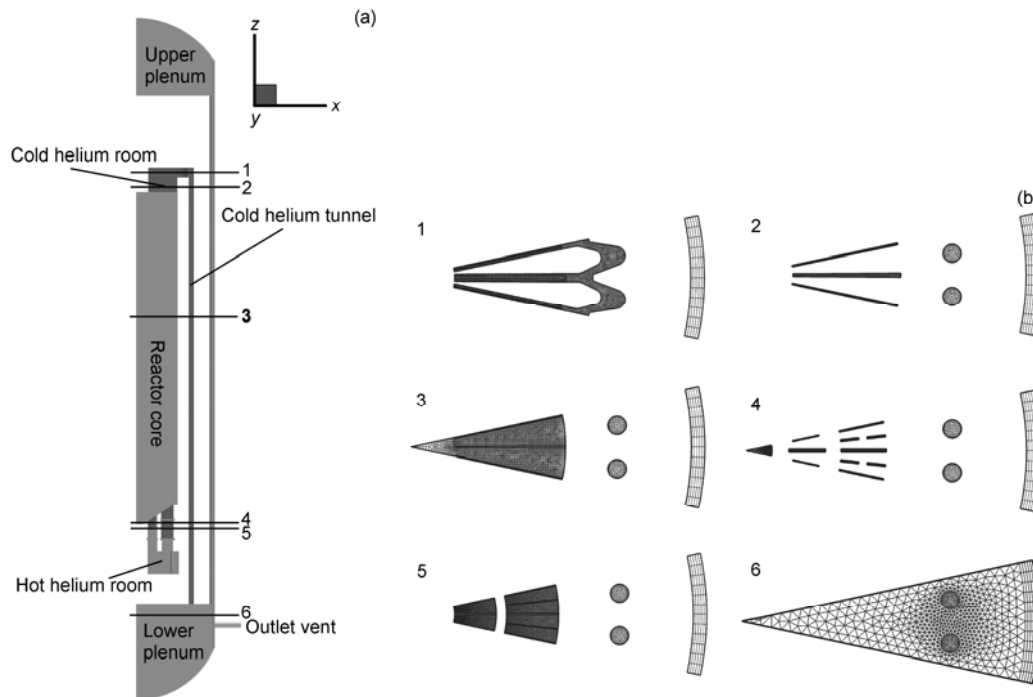 (a)
z
x
y
Upper
plenum
Cold helium room
1
2
Cold helium tunnel
3
Reactor core
4
5
Hot helium room
6
Lower
plenum
Outlet vent
(b
1
2
3
4
5
6